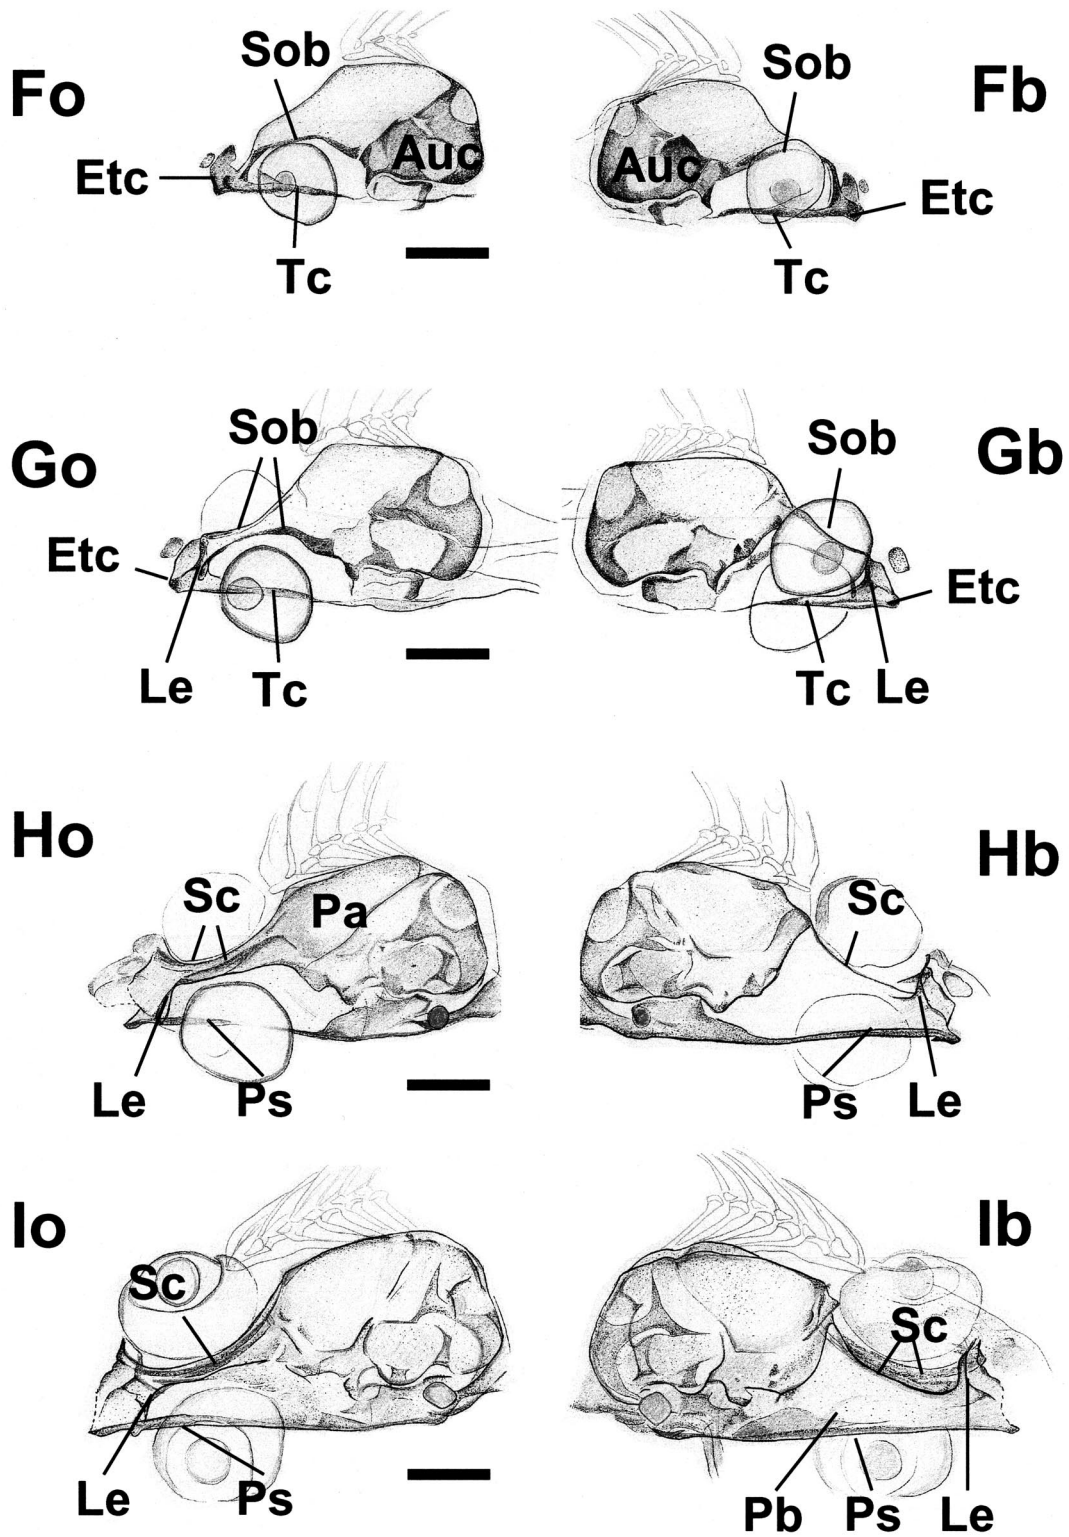 Fo Sob Sob Fb
Etc Auc Auc Etc
Tc Tc
Go Sob Sob Gb
Etc Etc
Le Tc Tc Le
Ho Sc Pa Sc Hb
Le Ps Ps Le
Io Sc Sc Ib
Le Ps Pb Ps Le